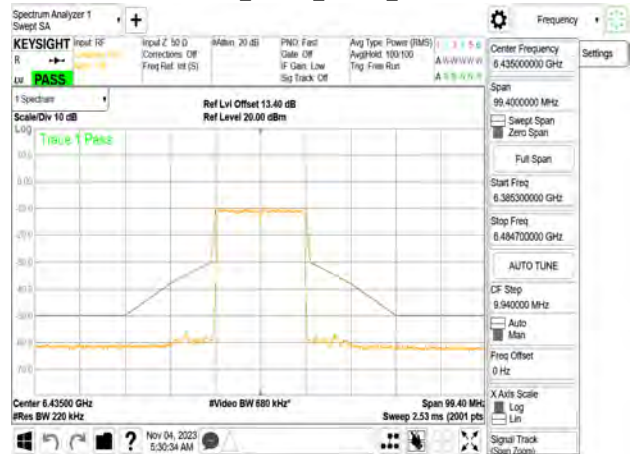 Spectrum Analyzer 1
Swept SA
+
Frequency
KEYSIGHT
Input: RF
Input Z: 50 Ω
#Atten: 20 dB
PNO: Fast
Avg Type: Power (RMS)
Corrections: Off
Gate: Off
Avg|Hold: 100/100
Freq Ref: Int (S)
IF Gain: Low
Trig: Free Run
Sig Track: Off
PASS
1 Spectrum
Scale/Div 10 dB
Ref Lvl Offset 13.40 dB
Ref Level 20.00 dBm
Log
Trace 1 Pass
Center 6.43500 GHz
#Video BW 680 kHz*
Span 99.40 MHz
#Res BW 220 kHz
Sweep 2.53 ms (2001 pts
Nov 04, 2023
5:30:34 AM
Center Frequency
6.435000000 GHz
Settings
Span
99.4000000 MHz
Swept Span
Zero Span
Full Span
Start Freq
6.385300000 GHz
Stop Freq
6.484700000 GHz
AUTO TUNE
CF Step
9.940000 MHz
Auto
Man
Freq Offset
0 Hz
X Axis Scale
Log
Lin
Signal Track
(Span Zoom)